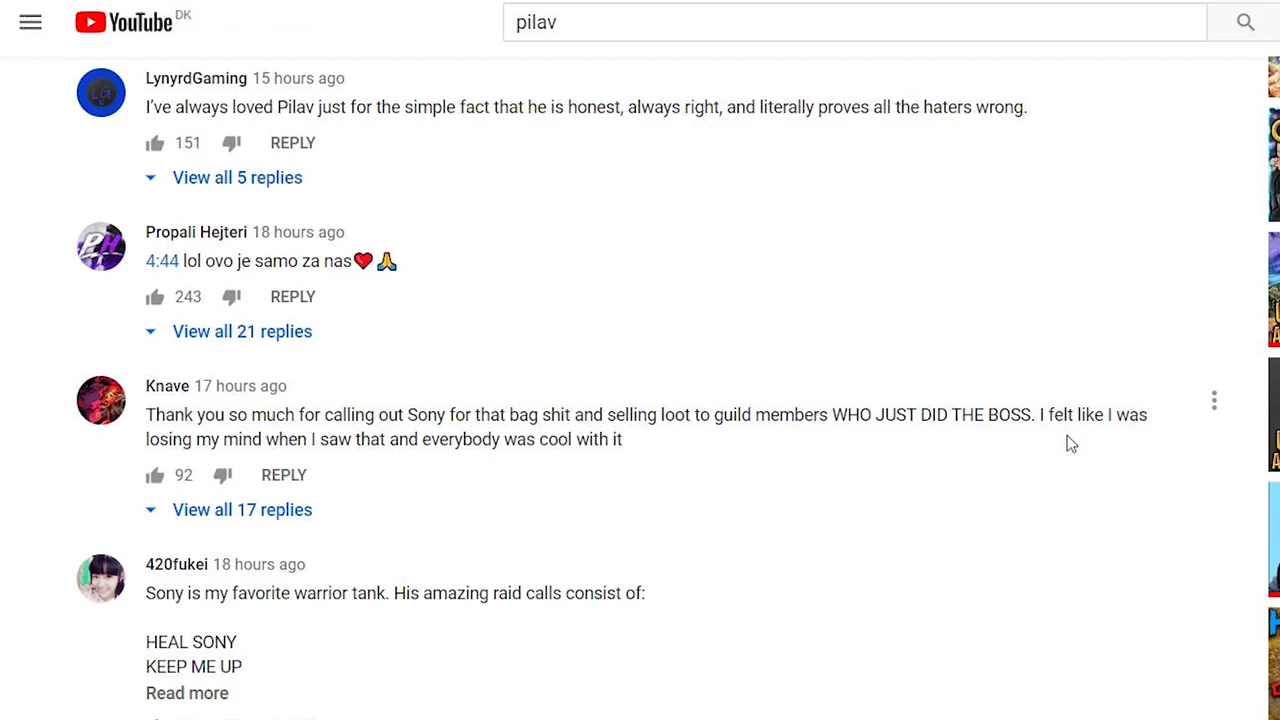 YouTube DK
pilav
LynyrdGaming 15 hours ago
I've always loved Pilav just for the simple fact that he is honest, always right, and literally proves all the haters wrong.
151 REPLY
View all 5 replies
Propali Hejteri 18 hours ago
4:44 lol ovo je samo za nas❤️🙏
243 REPLY
View all 21 replies
Knave 17 hours ago
Thank you so much for calling out Sony for that bag shit and selling loot to guild members WHO JUST DID THE BOSS. I felt like I was
losing my mind when I saw that and everybody was cool with it
92 REPLY
View all 17 replies
420fukei 18 hours ago
Sony is my favorite warrior tank. His amazing raid calls consist of:
HEAL SONY
KEEP ME UP
Read more